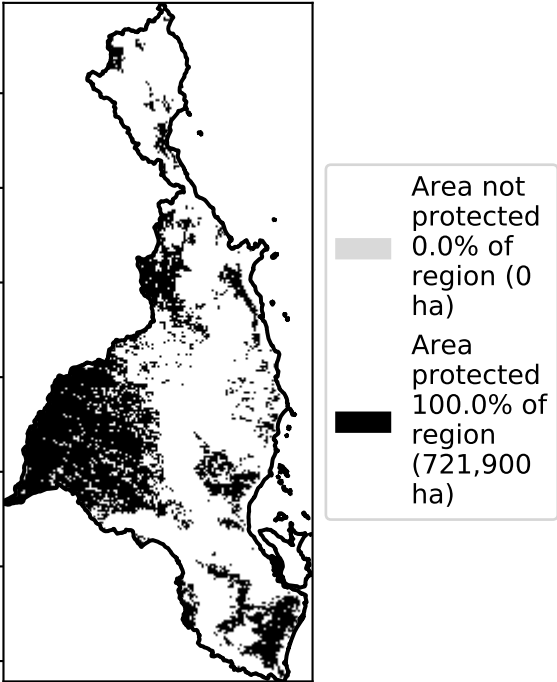 Area not
protected
0.0% of
region (0
ha)
Area
protected
100.0% of
region
(721,900
ha)